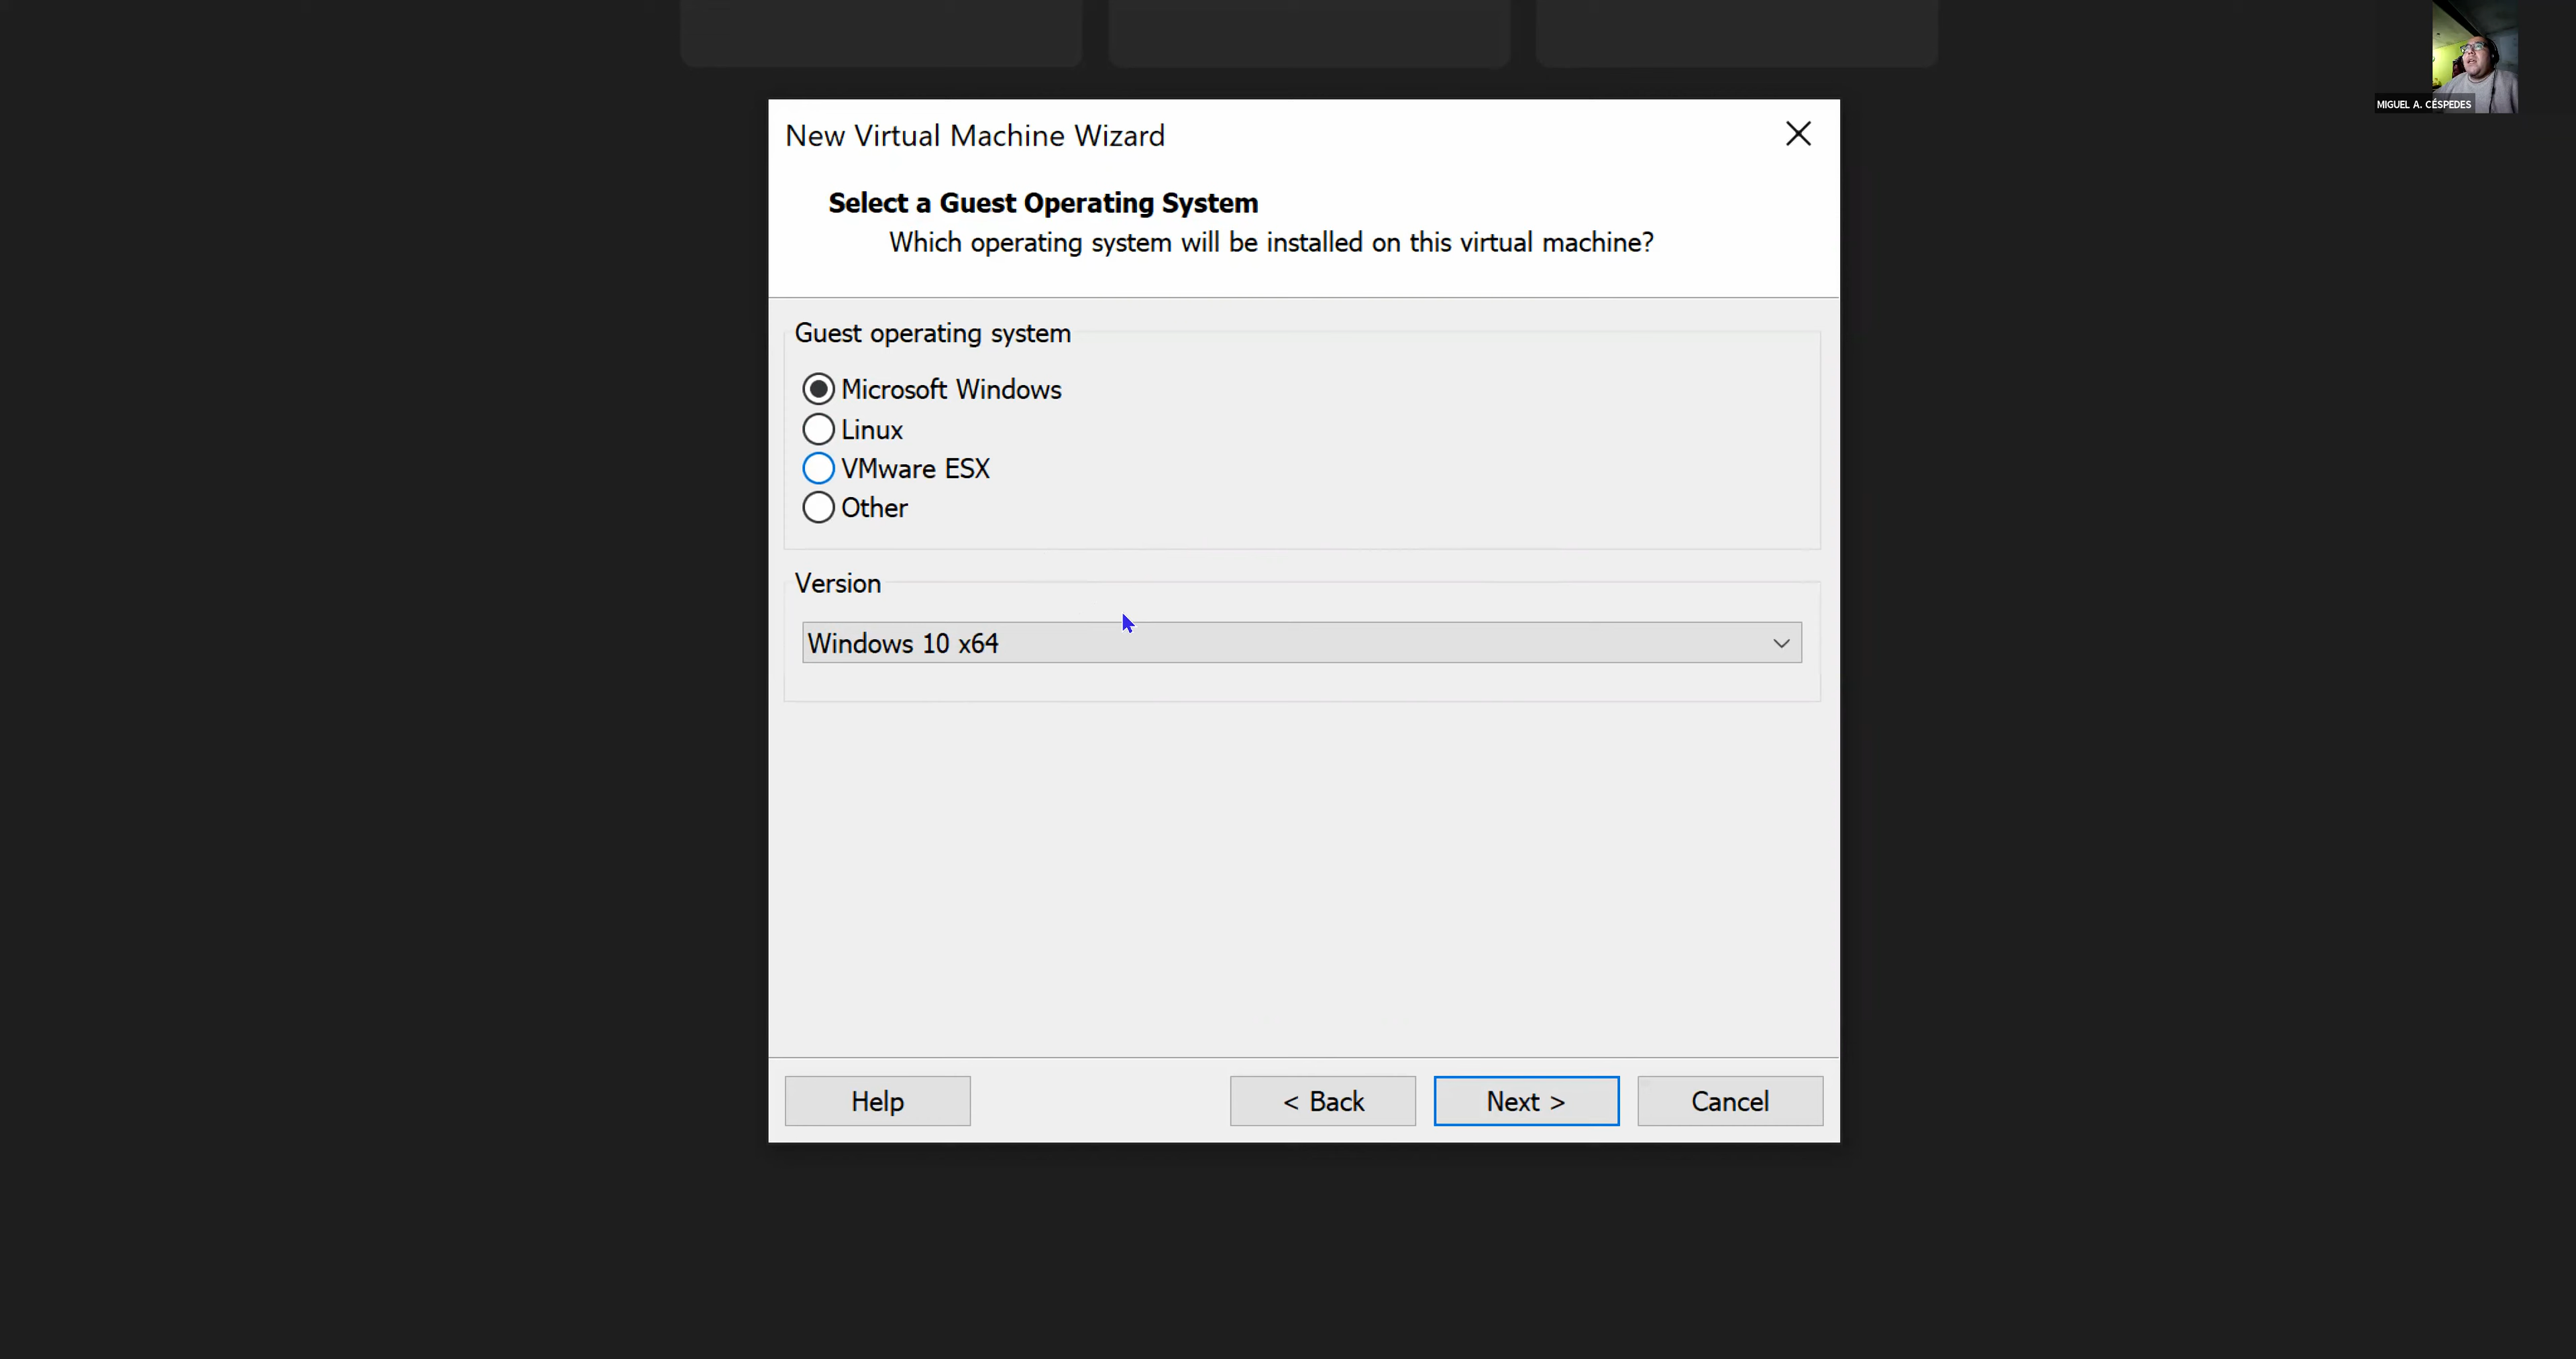 MIGUEL A. CÉSPEDES
New Virtual Machine Wizard
Select a Guest Operating System
Which operating system will be installed on this virtual machine?
Guest operating system
Microsoft Windows
Linux
VMware ESX
Other
Version
Windows 10 x64
Help
< Back
Next >
Cancel